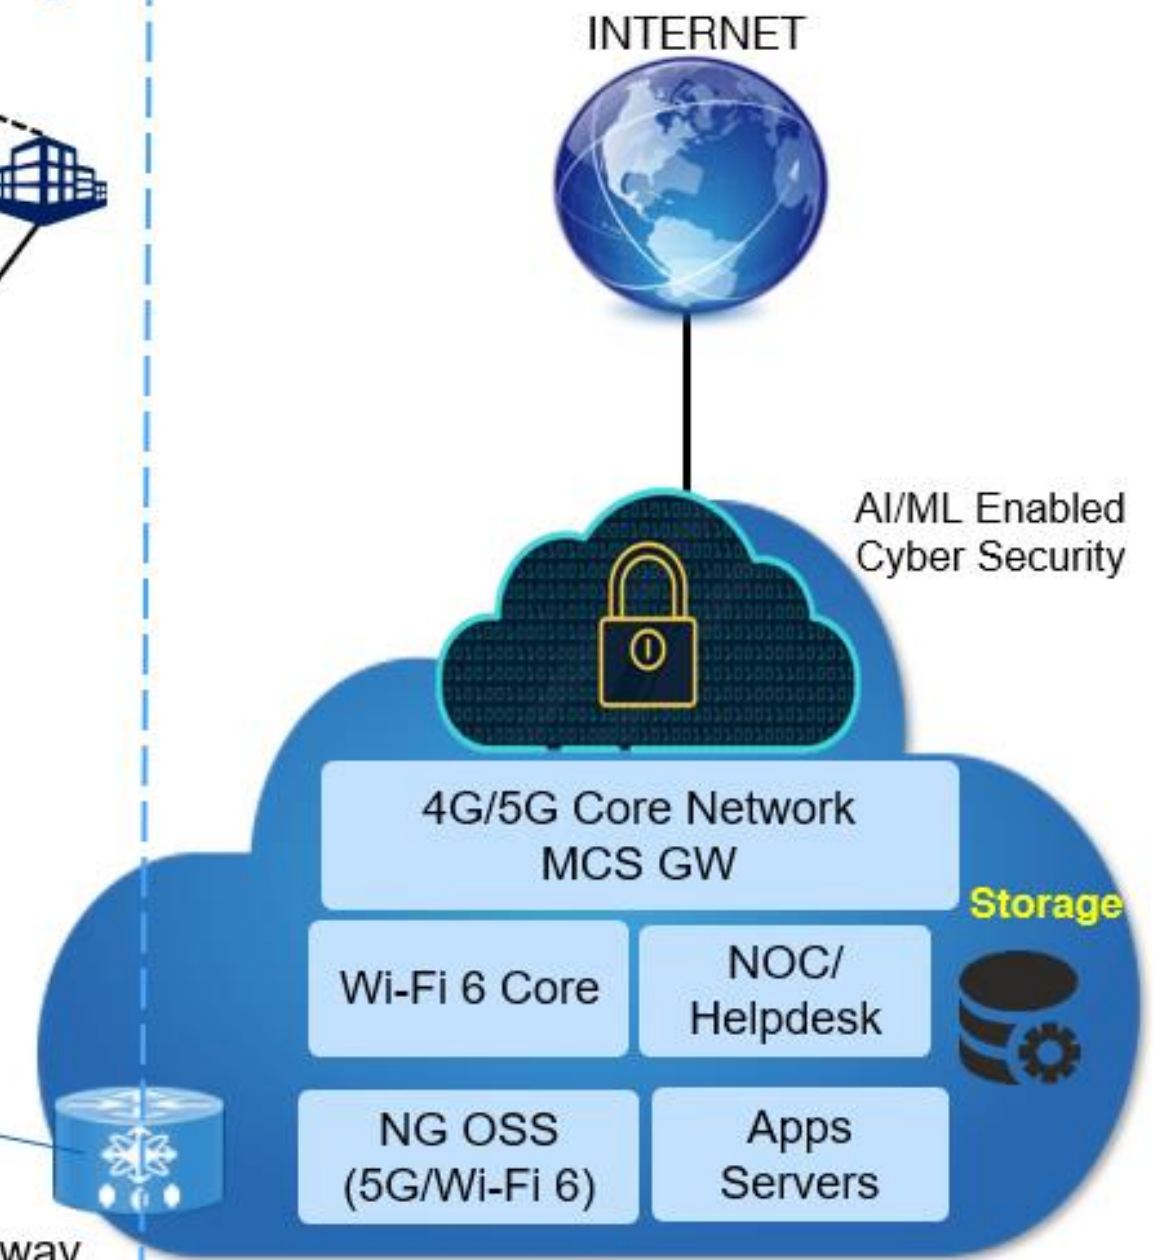 INTERNET
AI/ML Enabled
Cyber Security
4G/5G Core Network
MCS GW
Storage
Wi-Fi 6 Core
NOC/
Helpdesk
NG OSS
(5G/Wi-Fi 6)
Apps
Servers
way